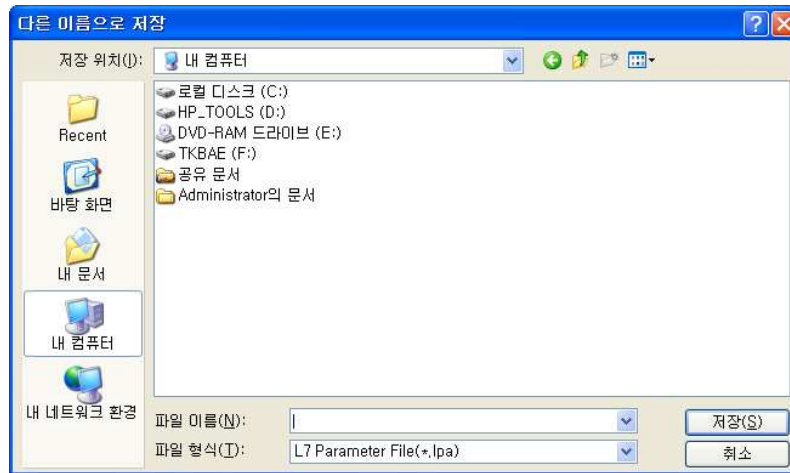 다른 이름으로 저장
저장 위치(I): 내 컴퓨터
로컬 디스크 (C:)
HP_TOOLS (D:)
DVD-RAM 드라이브 (E:)
TKBAE (F:)
공유 문서
Administrator의 문서
Recent
바탕 화면
내 문서
내 컴퓨터
내 네트워크 환경
파일 이름(N):
저장(S)
파일 형식(T): L7 Parameter File(*.lpa)
취소